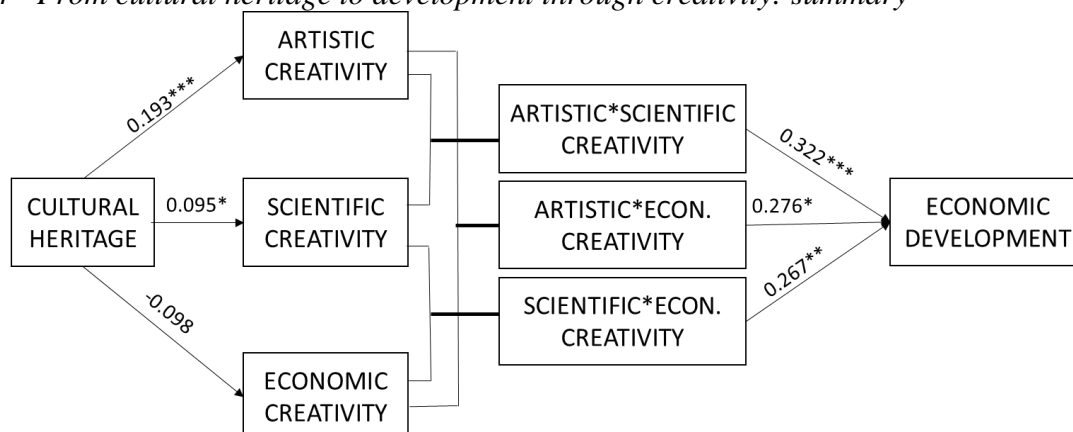 From cultural heritage to development through creativity: summary
ARTISTIC
CREATIVITY
0.193***
ARTISTIC*SCIENTIFIC
CREATIVITY
0.322***
CULTURAL
HERITAGE
0.095*
SCIENTIFIC
CREATIVITY
ARTISTIC*ECON.
CREATIVITY
0.276*
ECONOMIC
DEVELOPMENT
SCIENTIFIC*ECON.
CREATIVITY
0.267**
-0.098
ECONOMIC
CREATIVITY